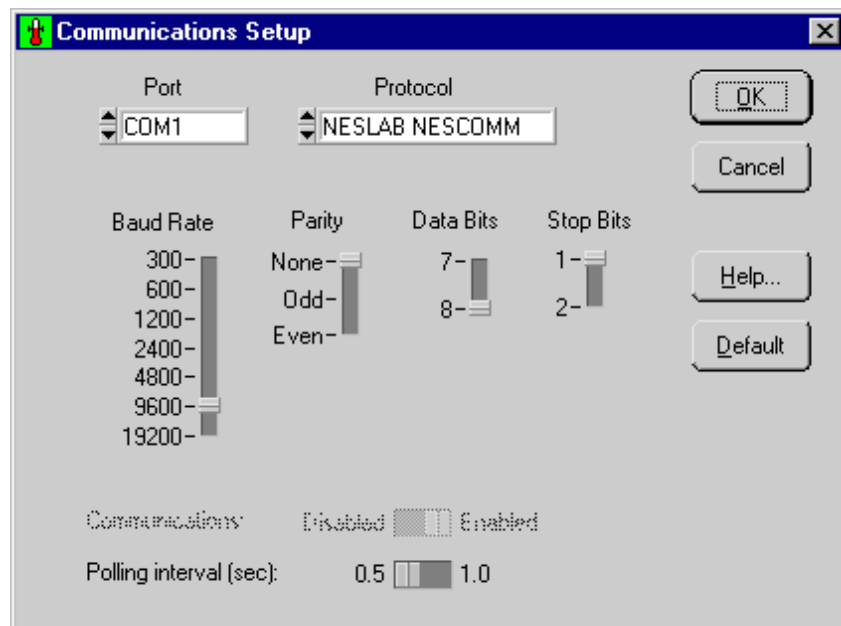 Communications Setup
Port
Protocol
COM1
NESLAB NESCOMM
OK
Cancel
Baud Rate
Parity
Data Bits
Stop Bits
300
600
1200
2400
4800
9600
19200
None
Odd
Even
7
8
1
2
Help...
Default
Communications:
Disabled
Enabled
Polling interval (sec):
0.5
1.0